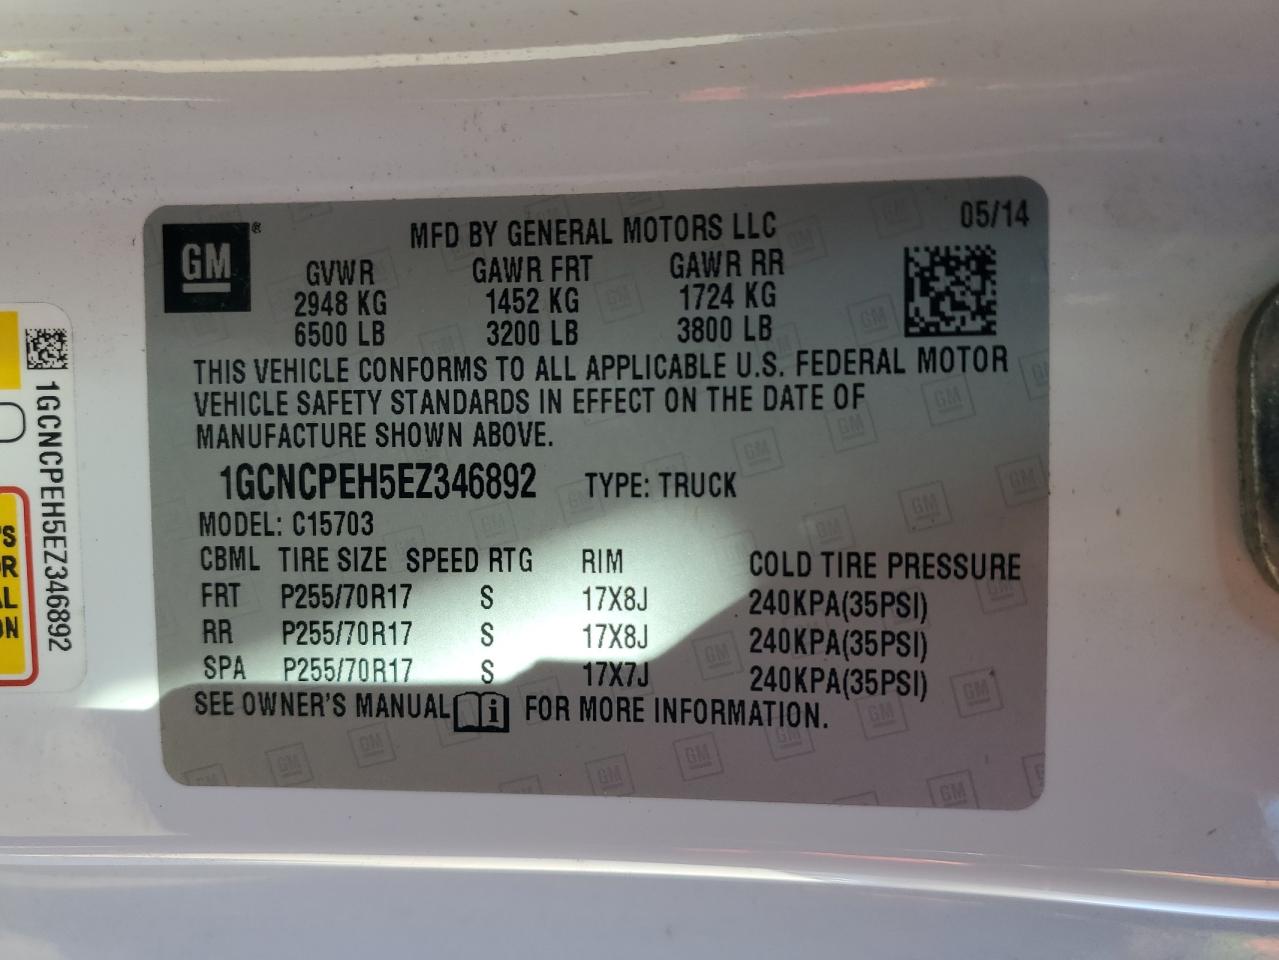 GM ®
MFD BY GENERAL MOTORS LLC
05/14
GVWR GAWR FRT GAWR RR
2948 KG 1452 KG 1724 KG
6500 LB 3200 LB 3800 LB
THIS VEHICLE CONFORMS TO ALL APPLICABLE U.S. FEDERAL MOTOR
VEHICLE SAFETY STANDARDS IN EFFECT ON THE DATE OF
MANUFACTURE SHOWN ABOVE.
1GCNCPEH5EZ346892 TYPE: TRUCK
MODEL: C15703
CBML TIRE SIZE SPEED RTG RIM COLD TIRE PRESSURE
FRT P255/70R17 S 17X8J 240KPA(35PSI)
RR P255/70R17 S 17X8J 240KPA(35PSI)
SPA P255/70R17 S 17X7J 240KPA(35PSI)
SEE OWNER'S MANUAL i FOR MORE INFORMATION.
1GCNCPEH5EZ346892